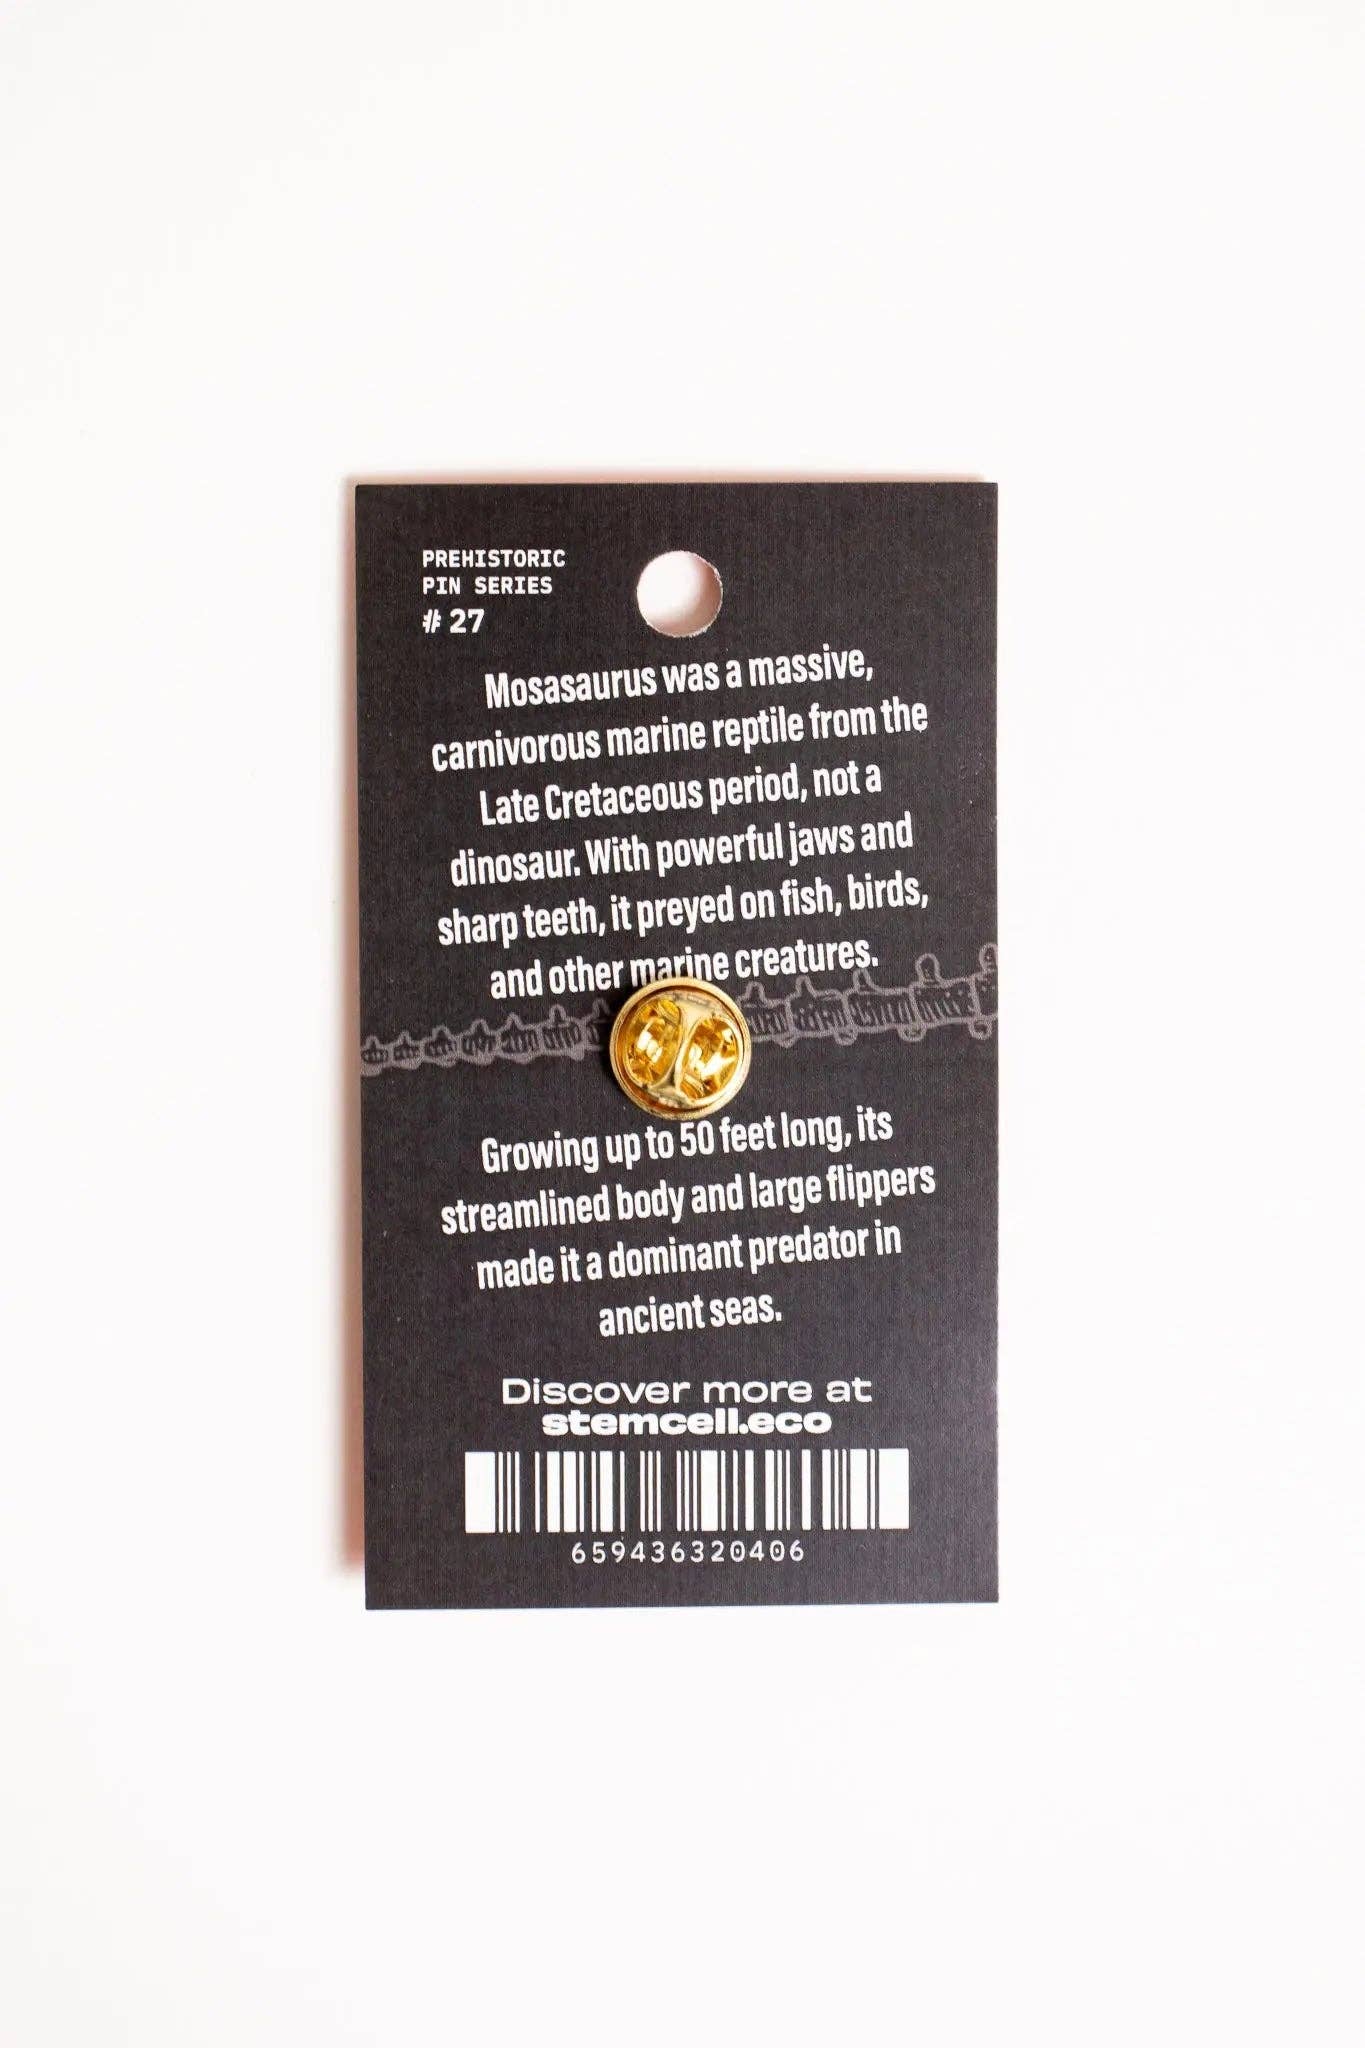 PREHISTORIC
PIN SERIES
# 27
Mosasaurus was a massive,
carnivorous marine reptile from the
Late Cretaceous period, not a
dinosaur. With powerful jaws and
sharp teeth, it preyed on fish, birds,
and other marine creatures.
Growing up to 50 feet long, its
streamlined body and large flippers
made it a dominant predator in
ancient seas.
Discover more at
stemcell.eco
659436320406